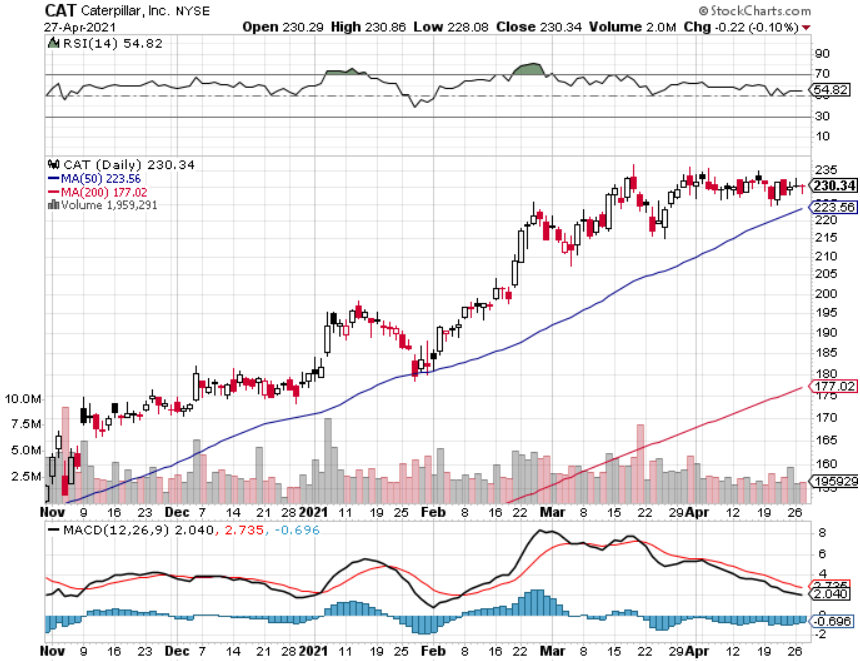 CAT Caterpillar, Inc. NYSE © StockCharts.com
27-Apr-2021 Open 230.29 High 230.86 Low 228.08 Close 230.34 Volume 2.0M Chg -0.22 (-0.10%)
RSI(14) 54.82
90
70
54.82
30
10
CAT (Daily) 230.34
MA(50) 223.56
MA(200) 177.02
Volume 1,959,291
235
230.34
223.56
220
215
210
205
200
195
190
185
180
177.02
175
170
165
160
195929
10.0M
7.5M
5.0M
2.5M
Nov 9 16 23 Dec 7 14 21 28 2021 11 19 25 Feb 8 16 22 Mar 8 15 22 29 Apr 12 19 26
MACD(12,26,9) 2.040, 2.735, -0.696
8
6
4
2.735
2.040
0
-0.696
-2
Nov 9 16 23 Dec 7 14 21 28 2021 11 19 25 Feb 8 16 22 Mar 8 15 22 29 Apr 12 19 26